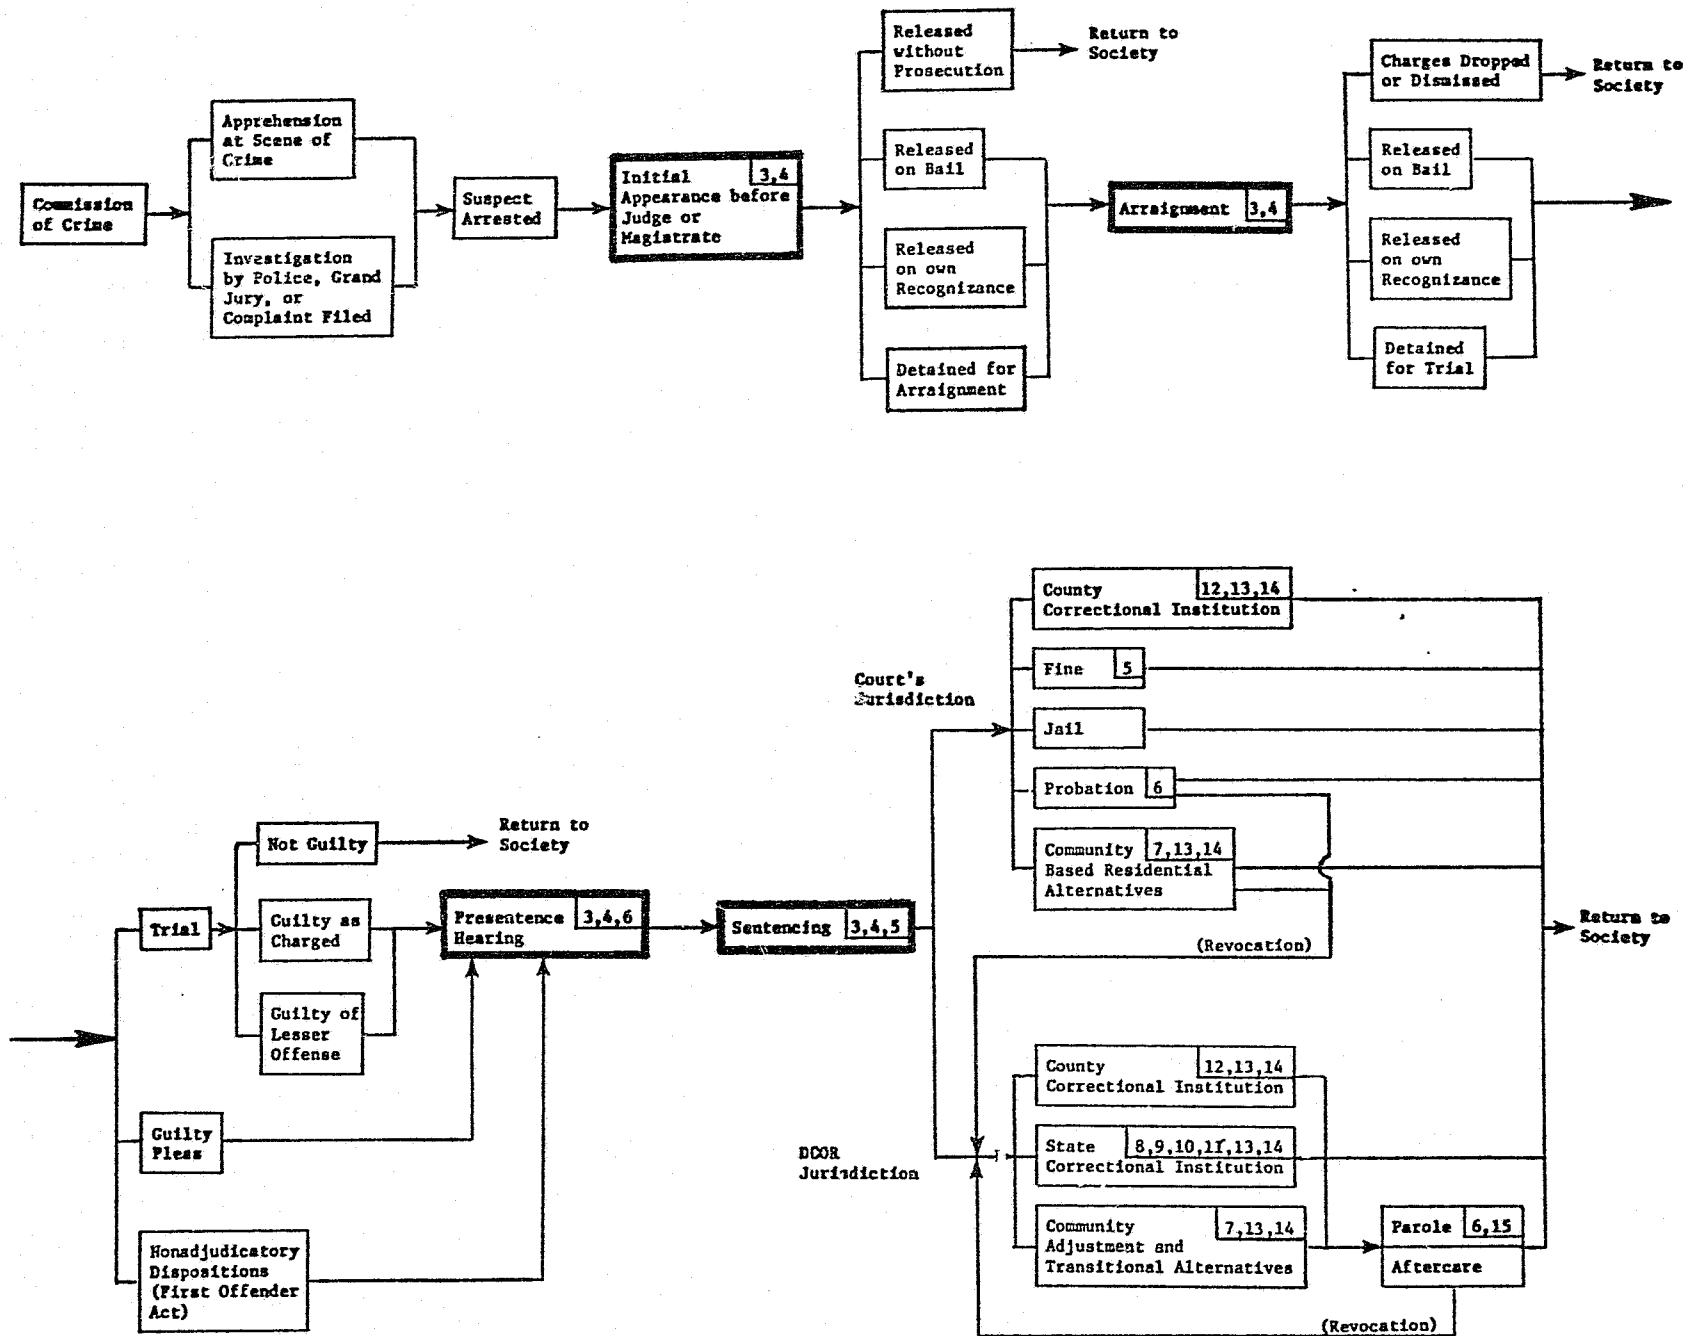 Commission
of Crime
Apprehension
at Scene of
Crime
Investigation
by Police, Grand
Jury, or
Complaint Filed
Suspect
Arrested
Initial 3,4
Appearance before
Judge or
Magistrate
Released
without
Prosecution
Return to
Society
Released
on Bail
Released
on own
Recognizance
Detained for
Arraignment
Arraignment 3,4
Charges Dropped
or Dismissed
Return to
Society
Released
on Bail
Released
on own
Recognizance
Detained
for Trial
Trial
Not Guilty
Return to
Society
Guilty as
Charged
Guilty of
Lesser
Offense
Guilty
Pleas
Nonadjudicatory
Dispositions
(First Offender
Act)
Presentence 3,4,6
Hearing
Sentencing 3,4,5
Court's
Jurisdiction
County 12,13,14
Correctional Institution
Fine 5
Jail
Probation 6
Community 7,13,14
Based Residential
Alternatives
(Revocation)
Return to
Society
DCOR
Jurisdiction
County 12,13,14
Correctional Institution
State 8,9,10,11,13,14
Correctional Institution
Community 7,13,14
Adjustment and
Transitional Alternatives
Parole 6,15
Aftercare
(Revocation)